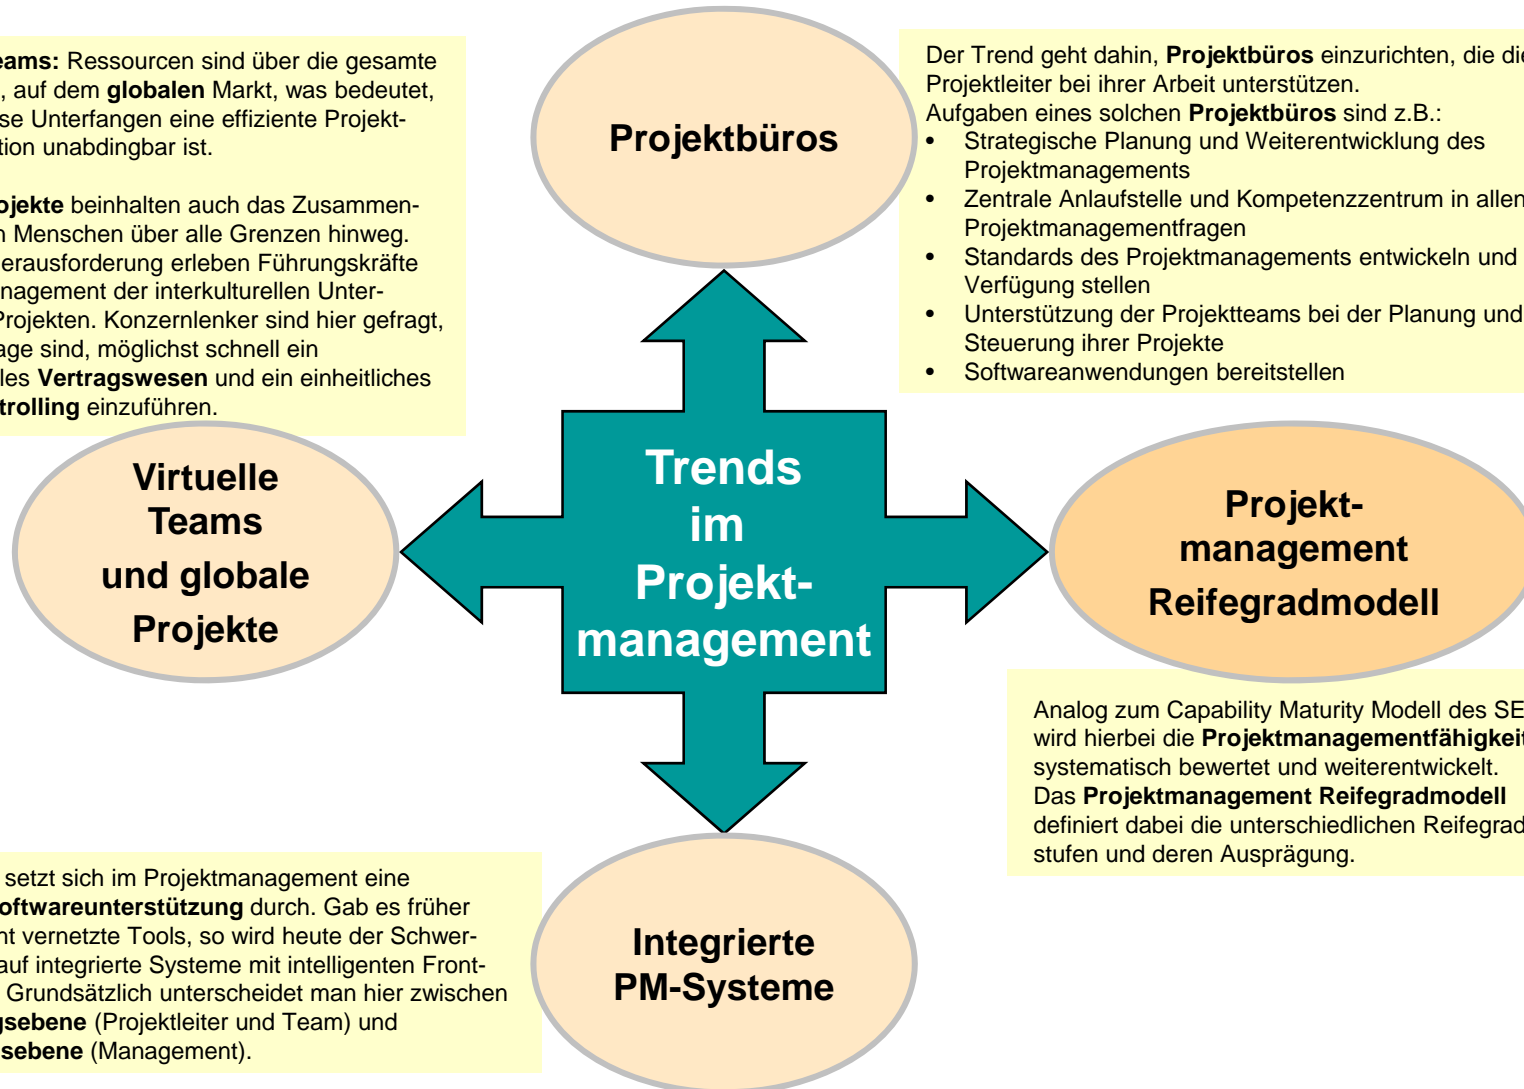 eams: Ressourcen sind über die gesamte
, auf dem globalen Markt, was bedeutet,
se Unterfangen eine effiziente Projekt-
tion unabdingbar ist.
ojekte beinhalten auch das Zusammen-
n Menschen über alle Grenzen hinweg.
erausforderung erleben Führungskräfte
nagement der interkulturellen Unter-
Projekten. Konzernlenker sind hier gefragt,
age sind, möglichst schnell ein
les Vertragswesen und ein einheitliches
trolling einzuführen.
Projektbüros
Der Trend geht dahin, Projektbüros einzurichten, die die
Projektleiter bei ihrer Arbeit unterstützen.
Aufgaben eines solchen Projektbüros sind z.B.:
• Strategische Planung und Weiterentwicklung des
Projektmanagements
• Zentrale Anlaufstelle und Kompetenzzentrum in allen
Projektmanagementfragen
• Standards des Projektmanagements entwickeln und
Verfügung stellen
• Unterstützung der Projektteams bei der Planung und
Steuerung ihrer Projekte
• Softwareanwendungen bereitstellen
Virtuelle
Teams
und globale
Projekte
Trends
im
Projekt-
management
Projekt-
management
Reifegradmodell
Analog zum Capability Maturity Modell des SE
wird hierbei die Projektmanagementfähigkeit
systematisch bewertet und weiterentwickelt.
Das Projektmanagement Reifegradmodell
definiert dabei die unterschiedlichen Reifegrad
stufen und deren Ausprägung.
setzt sich im Projektmanagement eine
oftwareunterstützung durch. Gab es früher
nt vernetzte Tools, so wird heute der Schwer-
auf integrierte Systeme mit intelligenten Front-
Grundsätzlich unterscheidet man hier zwischen
gsebene (Projektleiter und Team) und
sebene (Management).
Integrierte
PM-Systeme